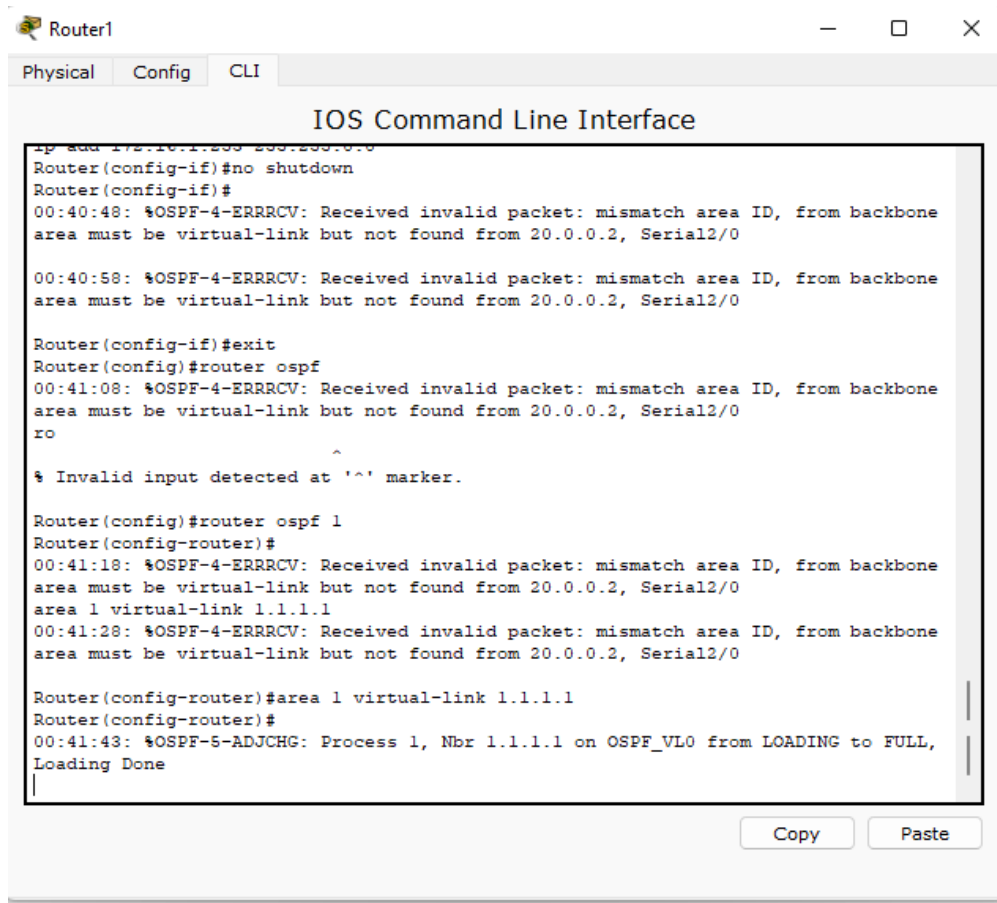 Router1
Physical Config CLI
IOS Command Line Interface
ip add 172.16.1.255 255.255.0.0
Router(config-if)#no shutdown
Router(config-if)#
00:40:48: %OSPF-4-ERRRCV: Received invalid packet: mismatch area ID, from backbone
area must be virtual-link but not found from 20.0.0.2, Serial2/0
00:40:58: %OSPF-4-ERRRCV: Received invalid packet: mismatch area ID, from backbone
area must be virtual-link but not found from 20.0.0.2, Serial2/0
Router(config-if)#exit
Router(config)#router ospf
00:41:08: %OSPF-4-ERRRCV: Received invalid packet: mismatch area ID, from backbone
area must be virtual-link but not found from 20.0.0.2, Serial2/0
ro
^
% Invalid input detected at '^' marker.
Router(config)#router ospf 1
Router(config-router)#
00:41:18: %OSPF-4-ERRRCV: Received invalid packet: mismatch area ID, from backbone
area must be virtual-link but not found from 20.0.0.2, Serial2/0
area 1 virtual-link 1.1.1.1
00:41:28: %OSPF-4-ERRRCV: Received invalid packet: mismatch area ID, from backbone
area must be virtual-link but not found from 20.0.0.2, Serial2/0
Router(config-router)#area 1 virtual-link 1.1.1.1
Router(config-router)#
00:41:43: %OSPF-5-ADJCHG: Process 1, Nbr 1.1.1.1 on OSPF_VL0 from LOADING to FULL,
Loading Done
Copy Paste